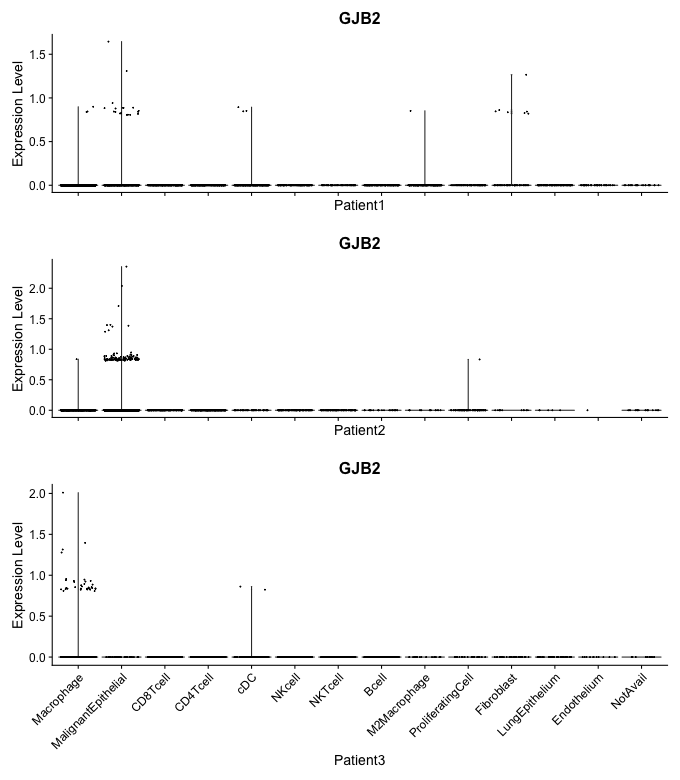 GJB2
Expression Level
1.5
1.0
0.5
0.0
Patient1
GJB2
Expression Level
2.0
1.5
1.0
0.5
0.0
Patient2
GJB2
Expression Level
2.0
1.5
1.0
0.5
0.0
Macrophage
MalignantEpithelial
CD8Tcell
CD4Tcell
cDC
NKcell
NKTcell
Bcell
M2Macrophage
ProliferatingCell
Fibroblast
LungEpithelium
Endothelium
NotAvail
Patient3